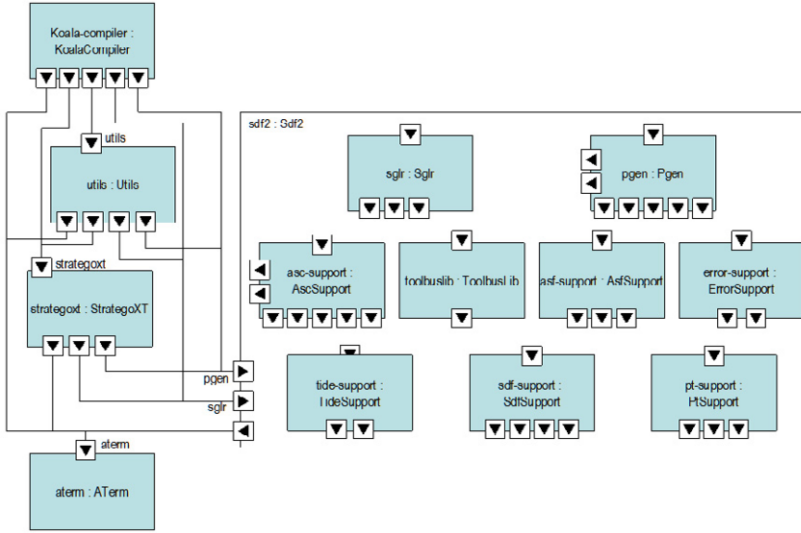 Koala-compiler :
KoalaCompiler
utils
utils : Utils
strategoxt
strategoxt : StrategoXT
pgen
sglr
aterm
aterm : ATerm
sdf2 : Sdf2
sglr : Sglr
pgen : Pgen
asc-support :
AscSupport
toolbuslib : ToolbusLib
asf-support : AsfSupport
error-support :
ErrorSupport
tide-support :
TideSupport
sdf-support :
SdfSupport
pt-support :
PtSupport